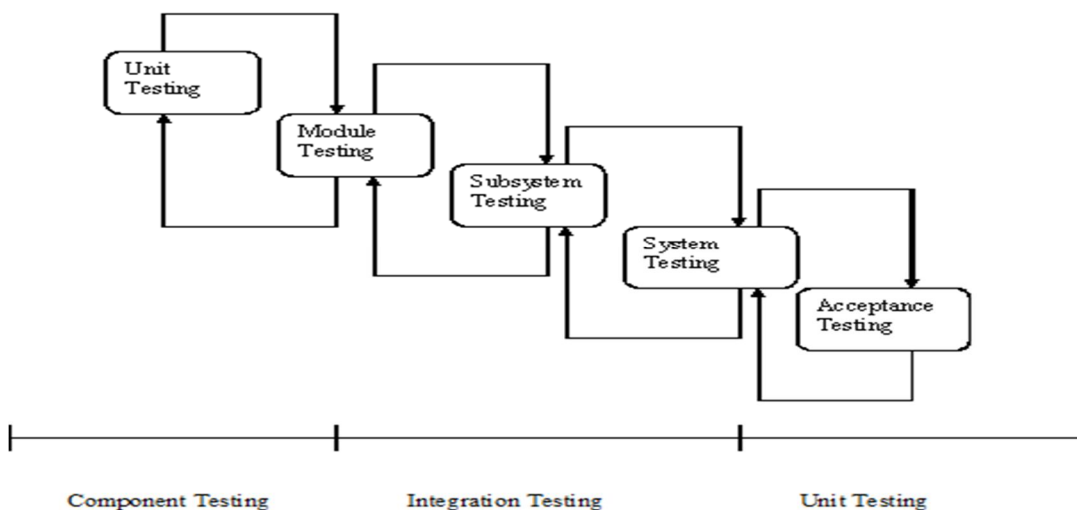 Unit
Testing
Module
Testing
Subsystem
Testing
System
Testing
Acceptance
Testing
Component Testing
Integration Testing
Unit Testing